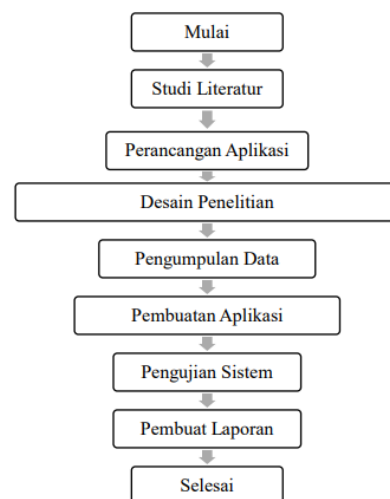 Mulai
Studi Literatur
Perancangan Aplikasi
Desain Penelitian
Pengumpulan Data
Pembuatan Aplikasi
Pengujian Sistem
Pembuat Laporan
Selesai